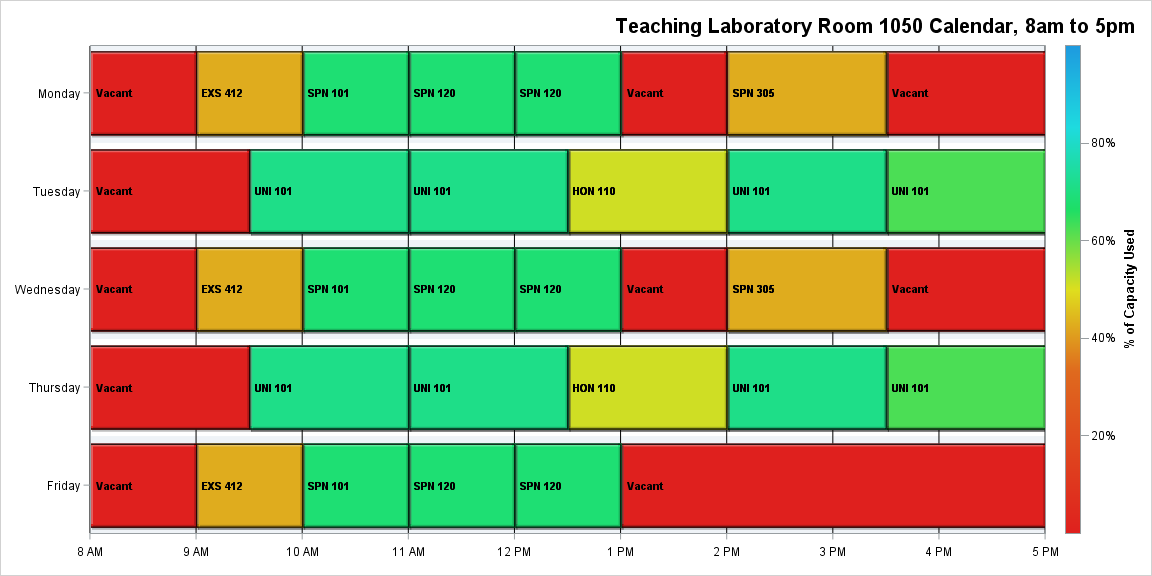 Teaching Laboratory Room 1050 Calendar, 8am to 5pm
Monday
Vacant
EXS 412
SPN 101
SPN 120
SPN 120
Vacant
SPN 305
Vacant
80%
Tuesday
Vacant
UNI 101
UNI 101
HON 110
UNI 101
UNI 101
60%
Wednesday
Vacant
EXS 412
SPN 101
SPN 120
SPN 120
Vacant
SPN 305
Vacant
% of Capacity Used
40%
Thursday
Vacant
UNI 101
UNI 101
HON 110
UNI 101
UNI 101
20%
Friday
Vacant
EXS 412
SPN 101
SPN 120
SPN 120
Vacant
8 AM
9 AM
10 AM
11 AM
12 PM
1 PM
2 PM
3 PM
4 PM
5 PM